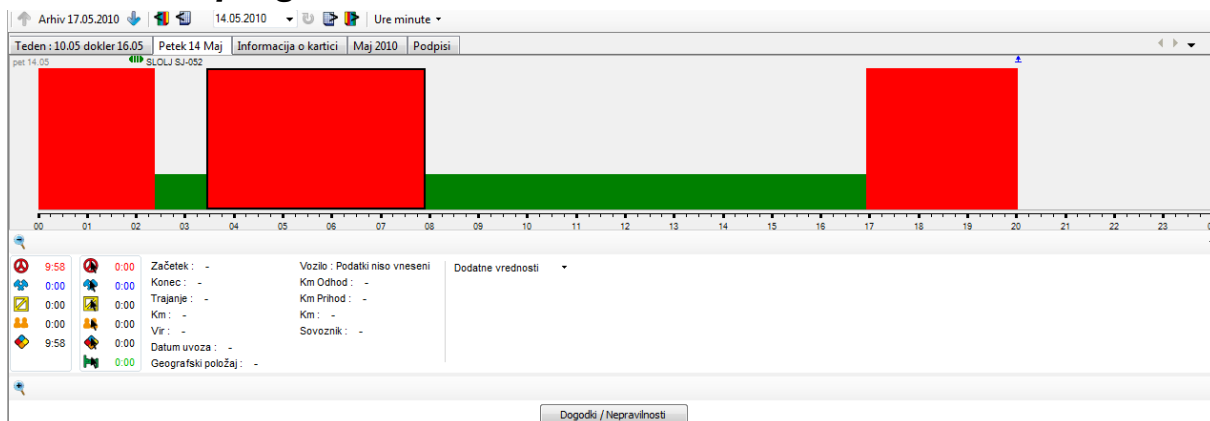 Arhiv 17.05.2010 14.05.2010 Ure minute
Teden : 10.05 dokler 16.05 Petek 14 Maj Informacija o kartici Maj 2010 Podpisi
pet 14.05 SLOLJ SJ-052
00 01 02 03 04 05 06 07 08 09 10 11 12 13 14 15 16 17 18 19 20 21 22 23
9:58 0:00 Začetek : - Vozilo : Podatki niso vneseni Dodatne vrednosti
0:00 0:00 Konec : - Km Odhod : -
0:00 0:00 Trajanje : - Km Prihod : -
0:00 0:00 Km : - Km : -
9:58 0:00 Vir : - Sovoznik : -
Datum uvoza : -
0:00 Geografski položaj : -
Dogodki / Nepravilnosti